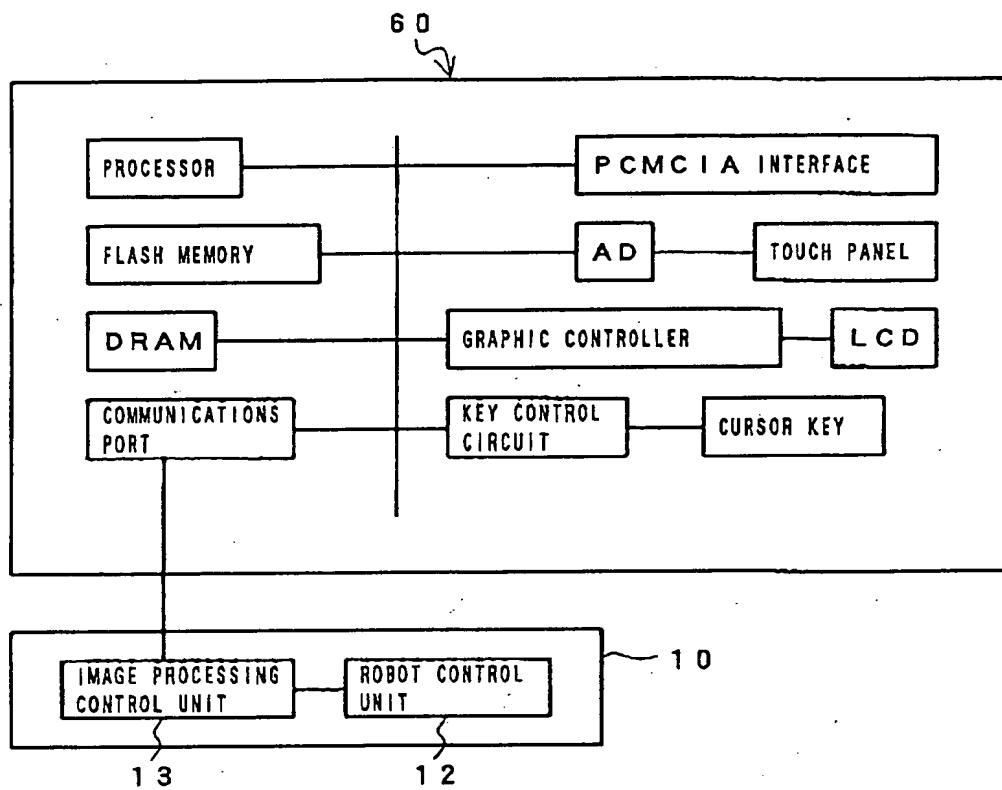 60
PROCESSOR
PCMCIA INTERFACE
FLASH MEMORY
AD
TOUCH PANEL
DRAM
GRAPHIC CONTROLLER
LCD
COMMUNICATIONS
PORT
KEY CONTROL
CIRCUIT
CURSOR KEY
IMAGE PROCESSING
CONTROL UNIT
ROBOT CONTROL
UNIT
10
13
12